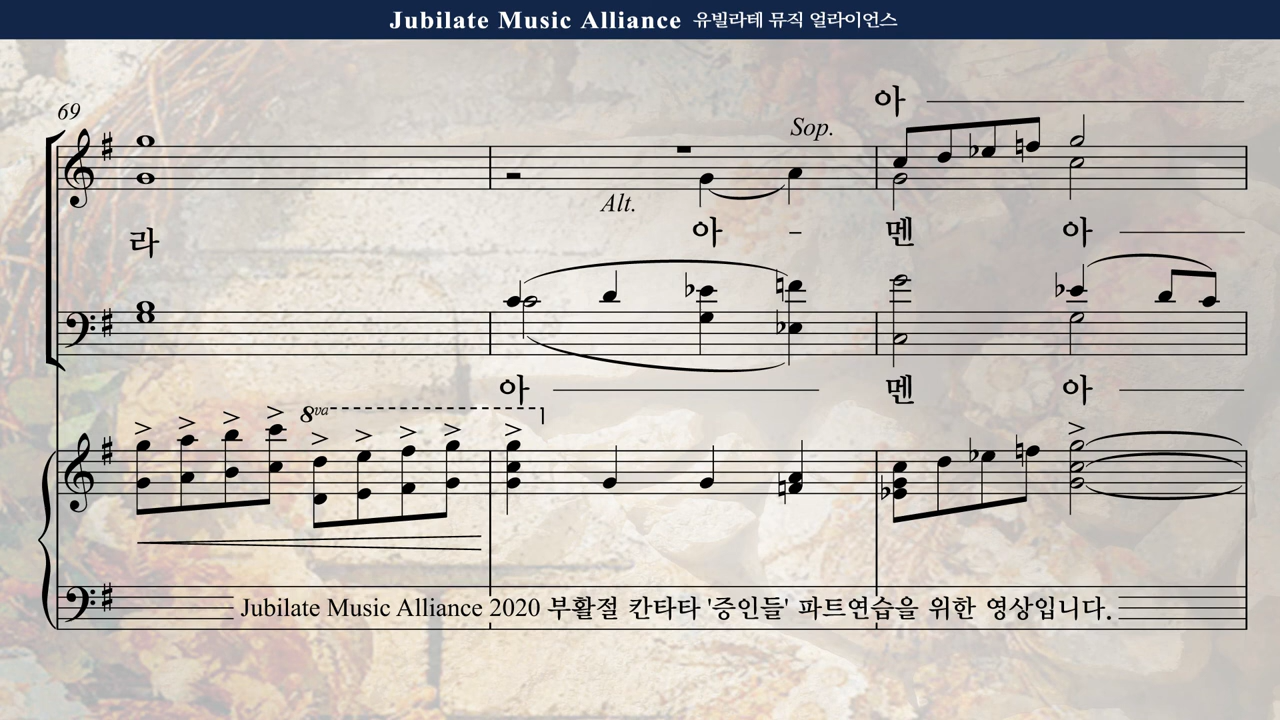 Jubilate Music Alliance 유빌라테 뮤직 얼라이언스
아
69
Sop.
Alt.
라 아 - 멘 아
아 멘 아
8va
Jubilate Music Alliance 2020 부활절 칸타타 '증인들' 파트연습을 위한 영상입니다.